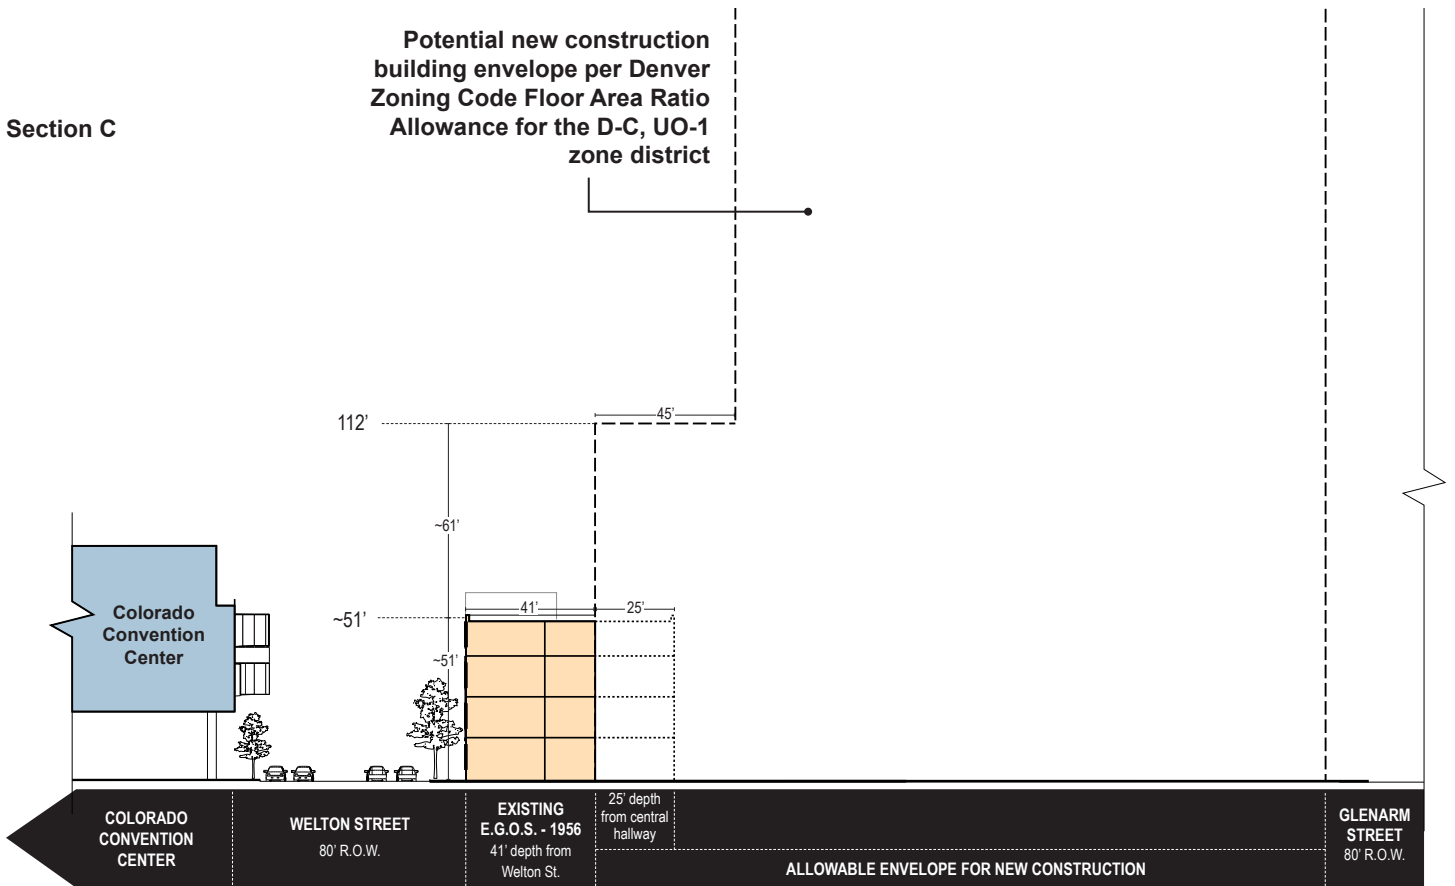 Potential new construction
building envelope per Denver
Zoning Code Floor Area Ratio
Allowance for the D-C, UO-1
zone district
Section C
45’
112’
~61’
41’
25’
~51’
~51’
Colorado
Convention
Center
COLORADO
CONVENTION
CENTER
WELTON STREET
80’ R.O.W.
EXISTING
E.G.O.S. - 1956
41’ depth from
Welton St.
25’ depth
from central
hallway
ALLOWABLE ENVELOPE FOR NEW CONSTRUCTION
GLENARM
STREET
80’ R.O.W.